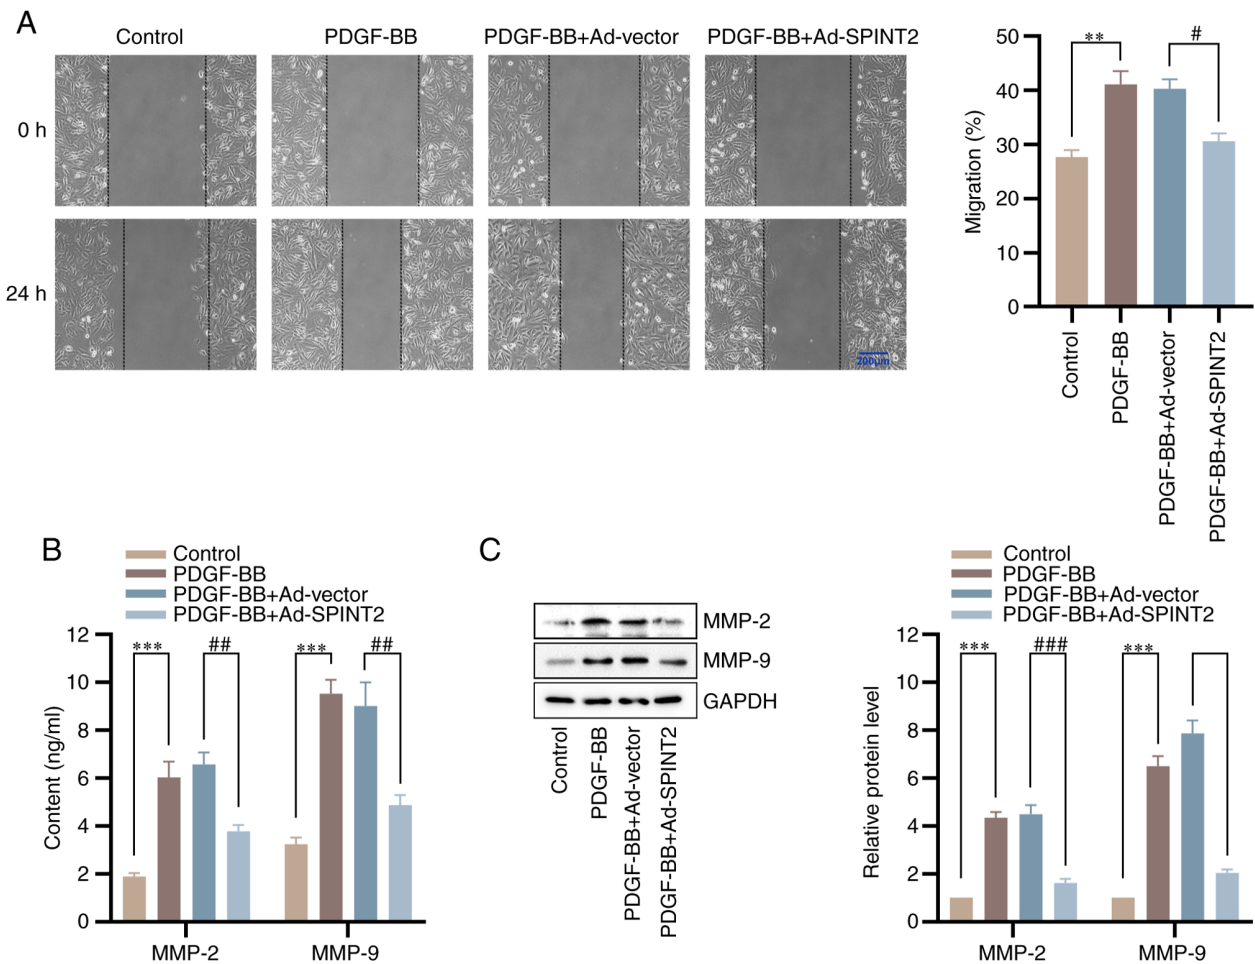 A
Control
PDGF-BB
PDGF-BB+Ad-vector
PDGF-BB+Ad-SPINT2
0 h
24 h
200μm
Migration (%)
50
40
30
20
10
0
**
#
Control
PDGF-BB
PDGF-BB+Ad-vector
PDGF-BB+Ad-SPINT2
B
Control
PDGF-BB
PDGF-BB+Ad-vector
PDGF-BB+Ad-SPINT2
Content (ng/ml)
12
10
8
6
4
2
0
***
##
***
##
MMP-2
MMP-9
C
MMP-2
MMP-9
GAPDH
Control
PDGF-BB
PDGF-BB+Ad-vector
PDGF-BB+Ad-SPINT2
Control
PDGF-BB
PDGF-BB+Ad-vector
PDGF-BB+Ad-SPINT2
Relative protein level
12
10
8
6
4
2
0
***
###
***
MMP-2
MMP-9